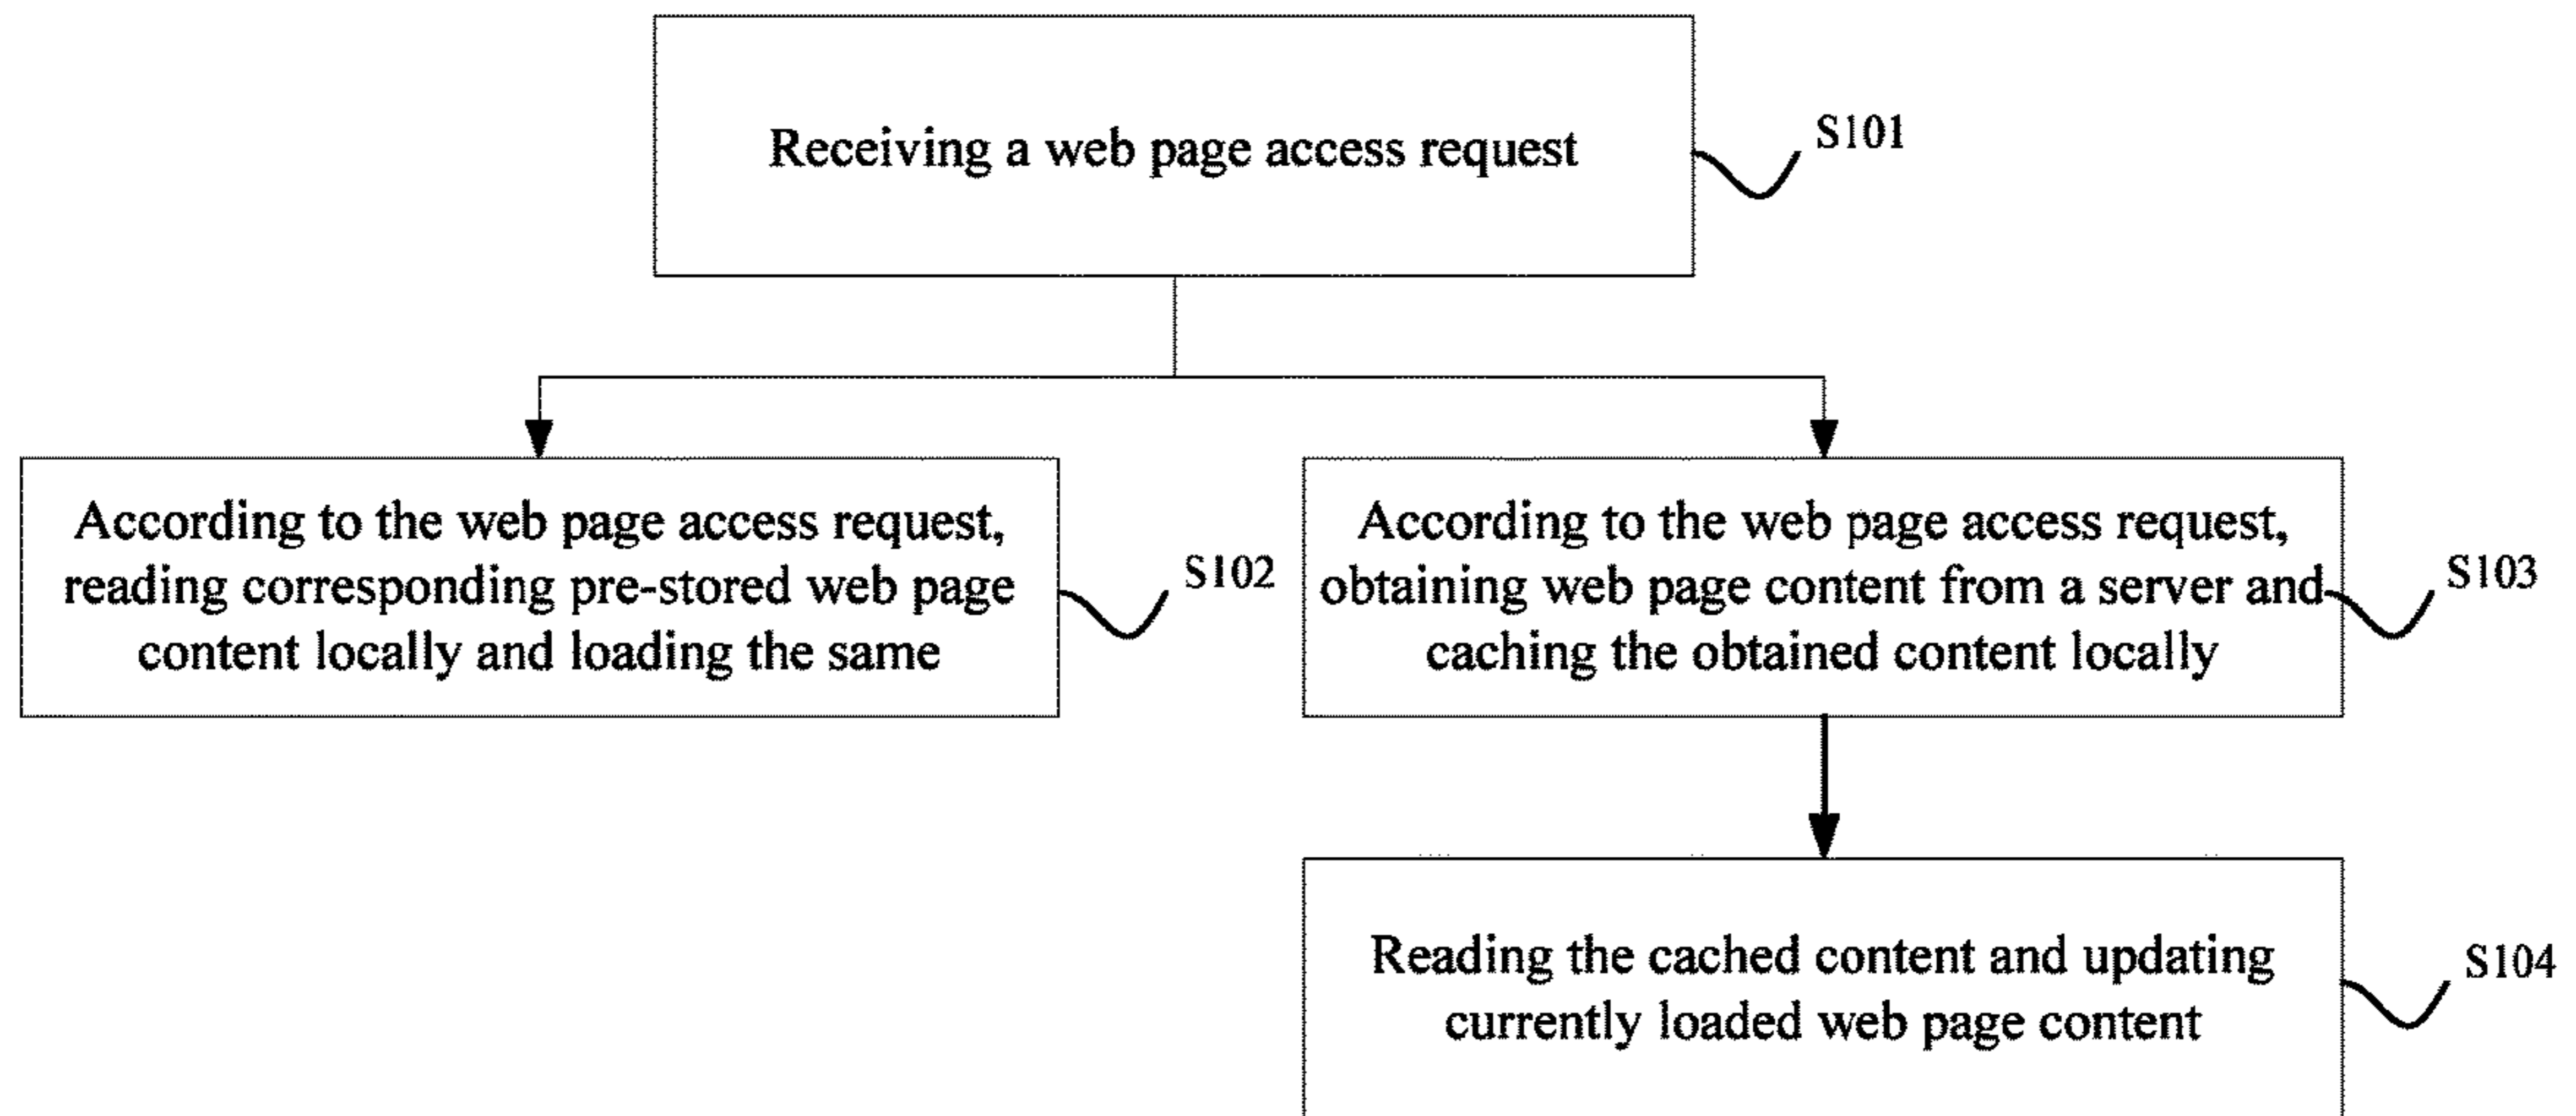 Receiving a web page access request
S101
According to the web page access request,
reading corresponding pre-stored web page
content locally and loading the same
S102
According to the web page access request,
obtaining web page content from a server and
caching the obtained content locally
S103
Reading the cached content and updating
currently loaded web page content
S104